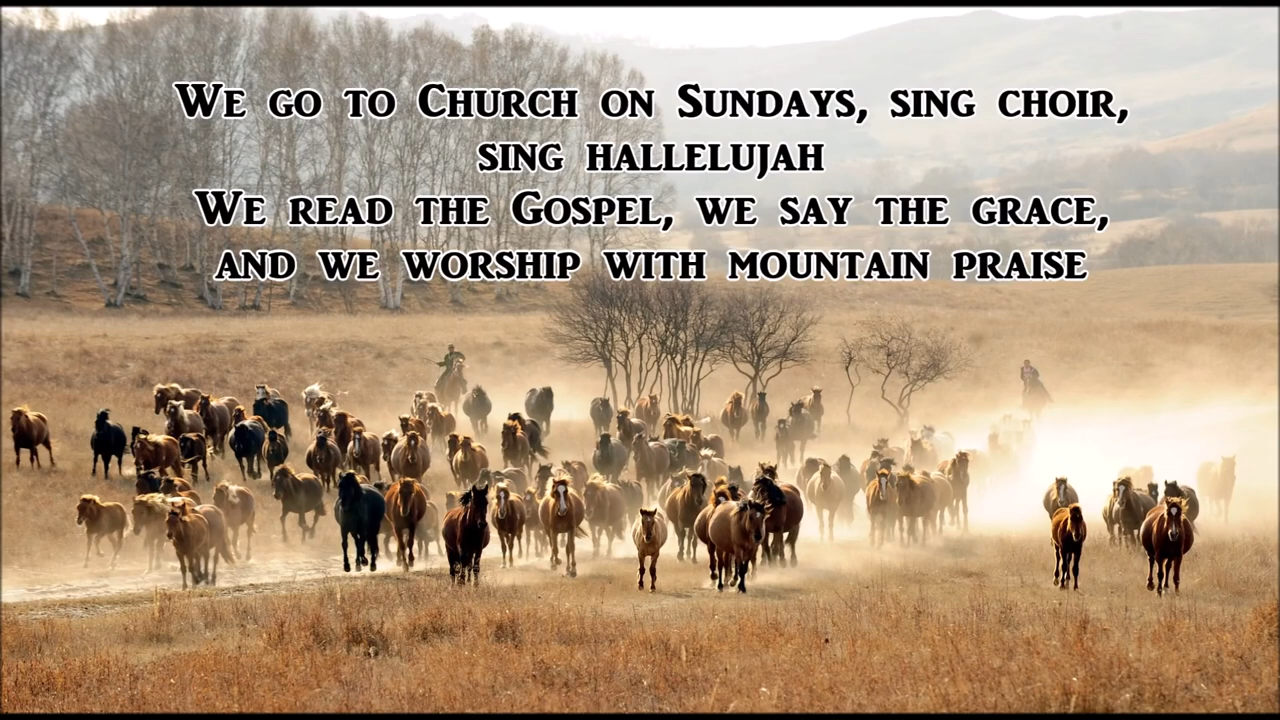 We go to Church on Sundays, sing choir,
sing hallelujah
We read the Gospel, we say the grace,
and we worship with mountain praise